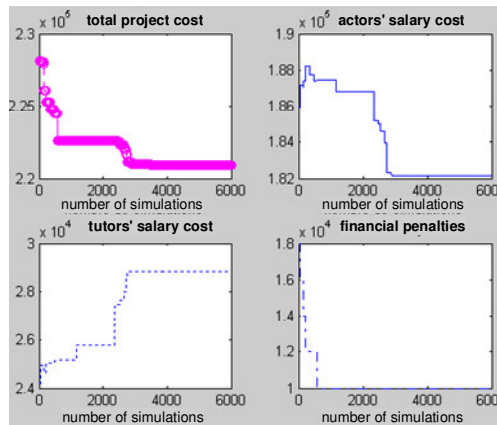 total project cost
x 10^5
2.3
2.25
2.2
0 2000 4000 6000
number of simulations
actors' salary cost
x 10^5
1.9
1.88
1.86
1.84
1.82
0 2000 4000 6000
number of simulations
tutors' salary cost
x 10^4
3
2.8
2.6
2.4
0 2000 4000 6000
number of simulations
financial penalties
x 10^4
1.8
1.6
1.4
1.2
1
0 2000 4000 6000
number of simulations